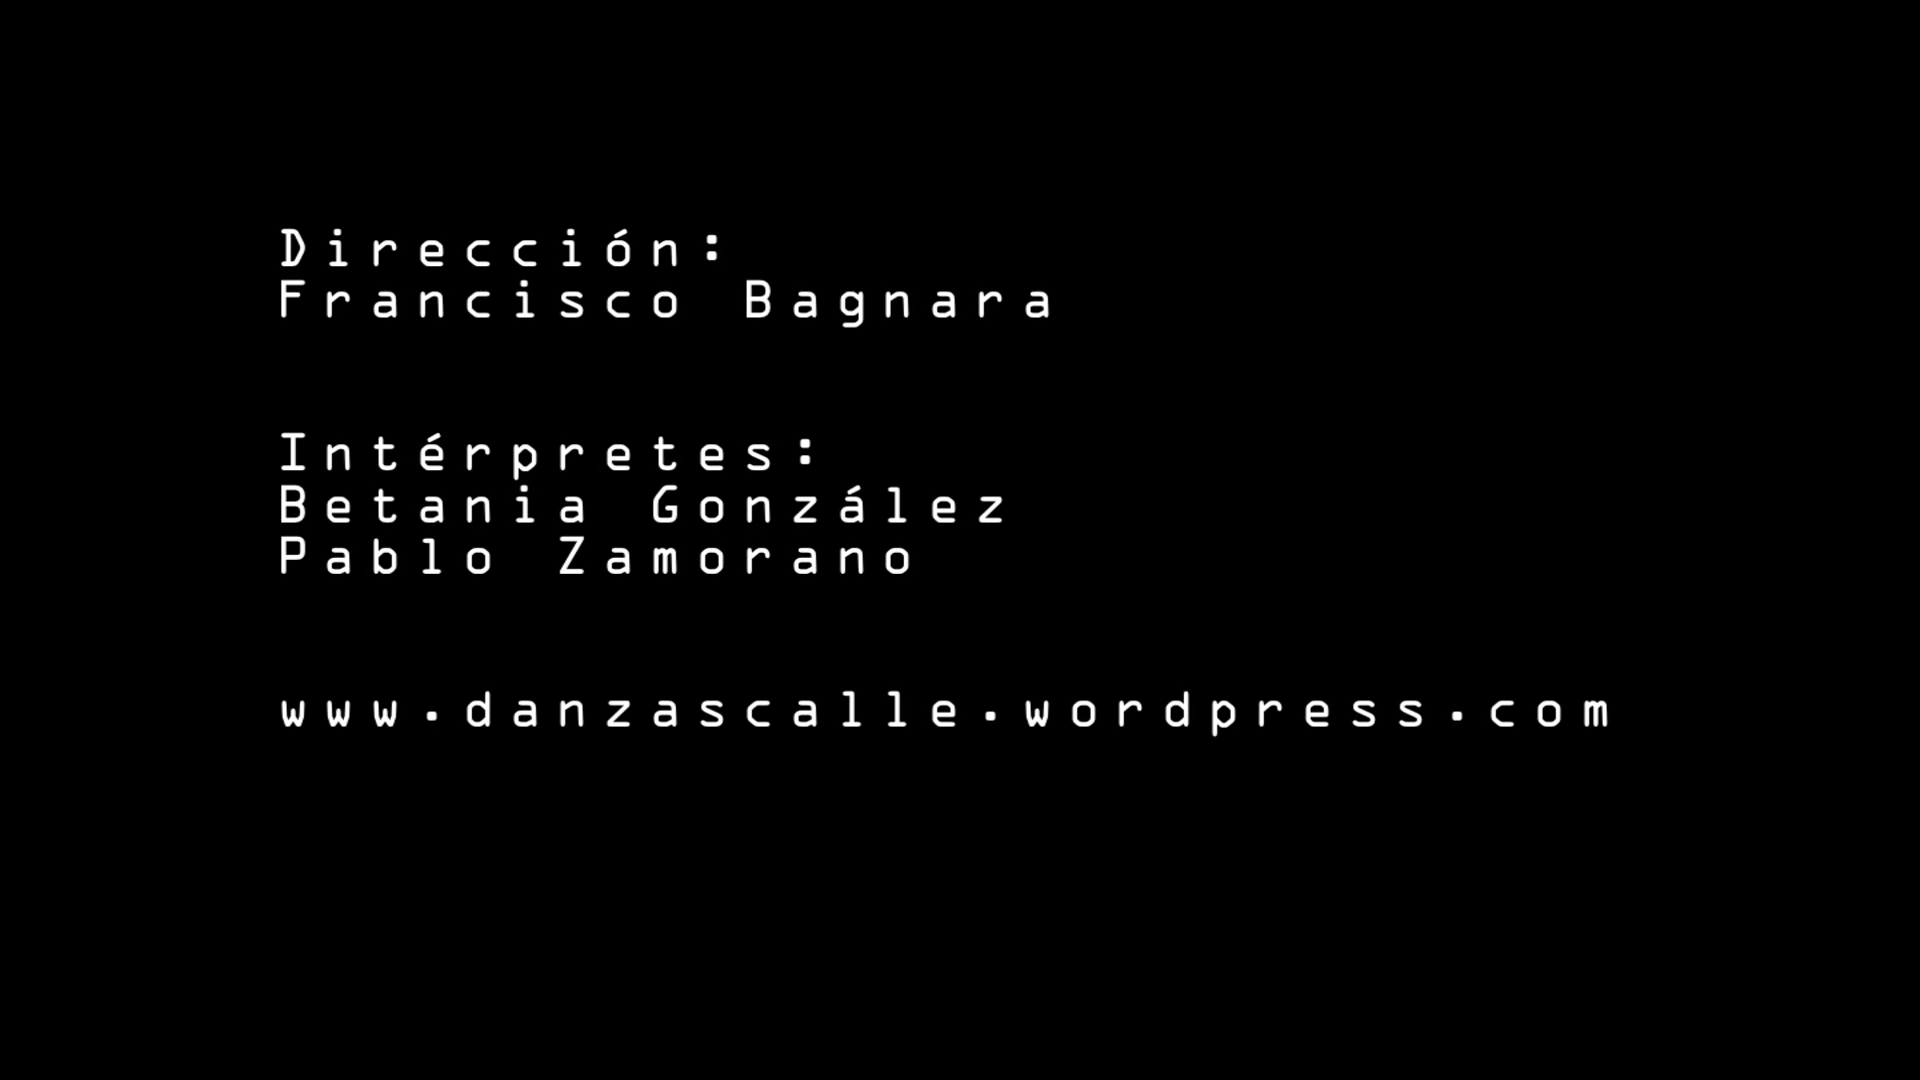 Dirección:
Francisco Bagnara
Intérpretes:
Betania González
Pablo Zamorano
www.danzascalle.wordpress.com